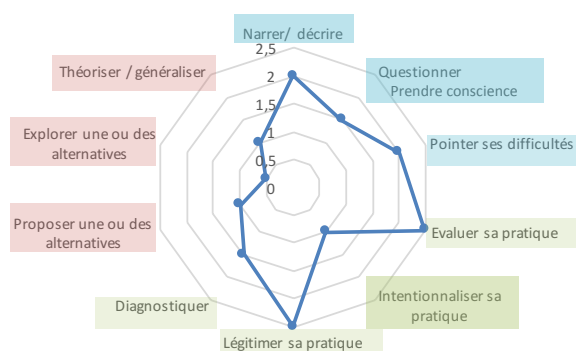 Narrer/ décrire
2,5
2
1,5
1
0,5
0
Questionner
Prendre conscience
Pointer ses difficultés
Evaluer sa pratique
Intentionnaliser sa
pratique
Légitimer sa pratique
Diagnostiquer
Proposer une ou des
alternatives
Explorer une ou des
alternatives
Théoriser / généraliser